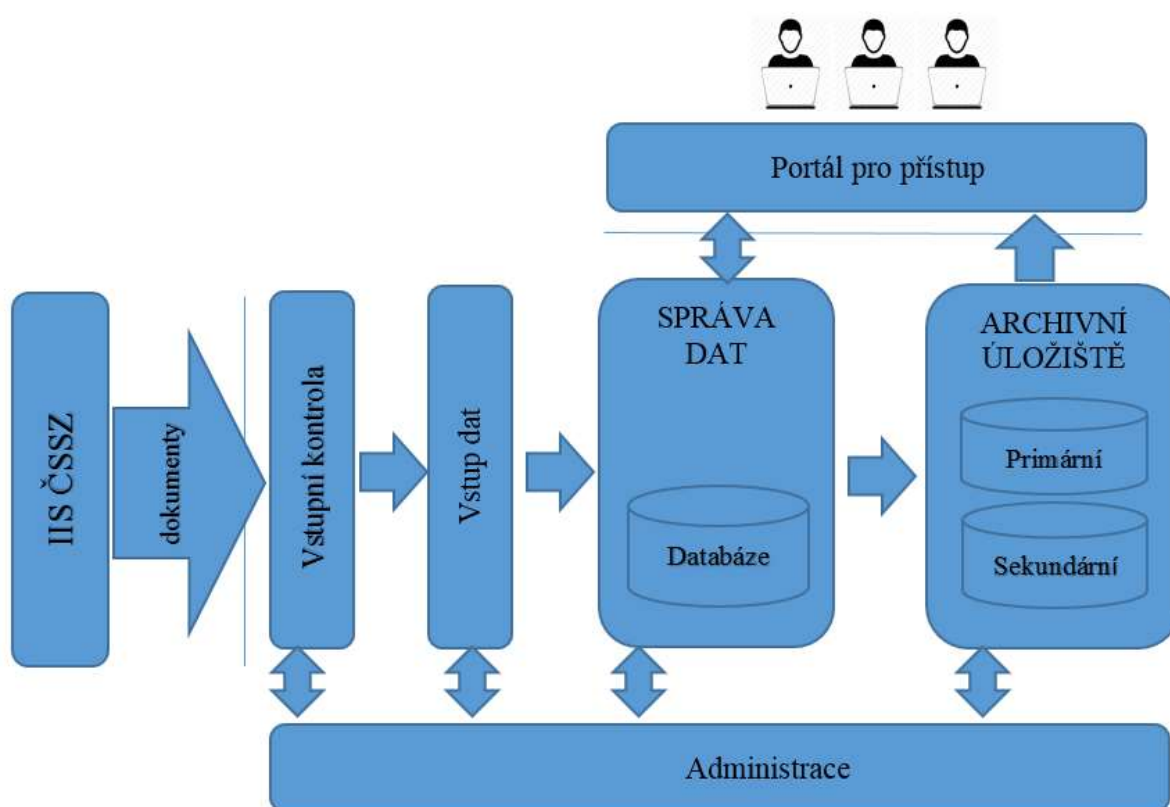 Portál pro přístup
IIS ČSSZ
dokumenty
Vstupní kontrola
Vstup dat
SPRÁVA
DAT
Databáze
ARCHIVNÍ
ÚLOŽIŠTĚ
Primární
Sekundární
Administrace